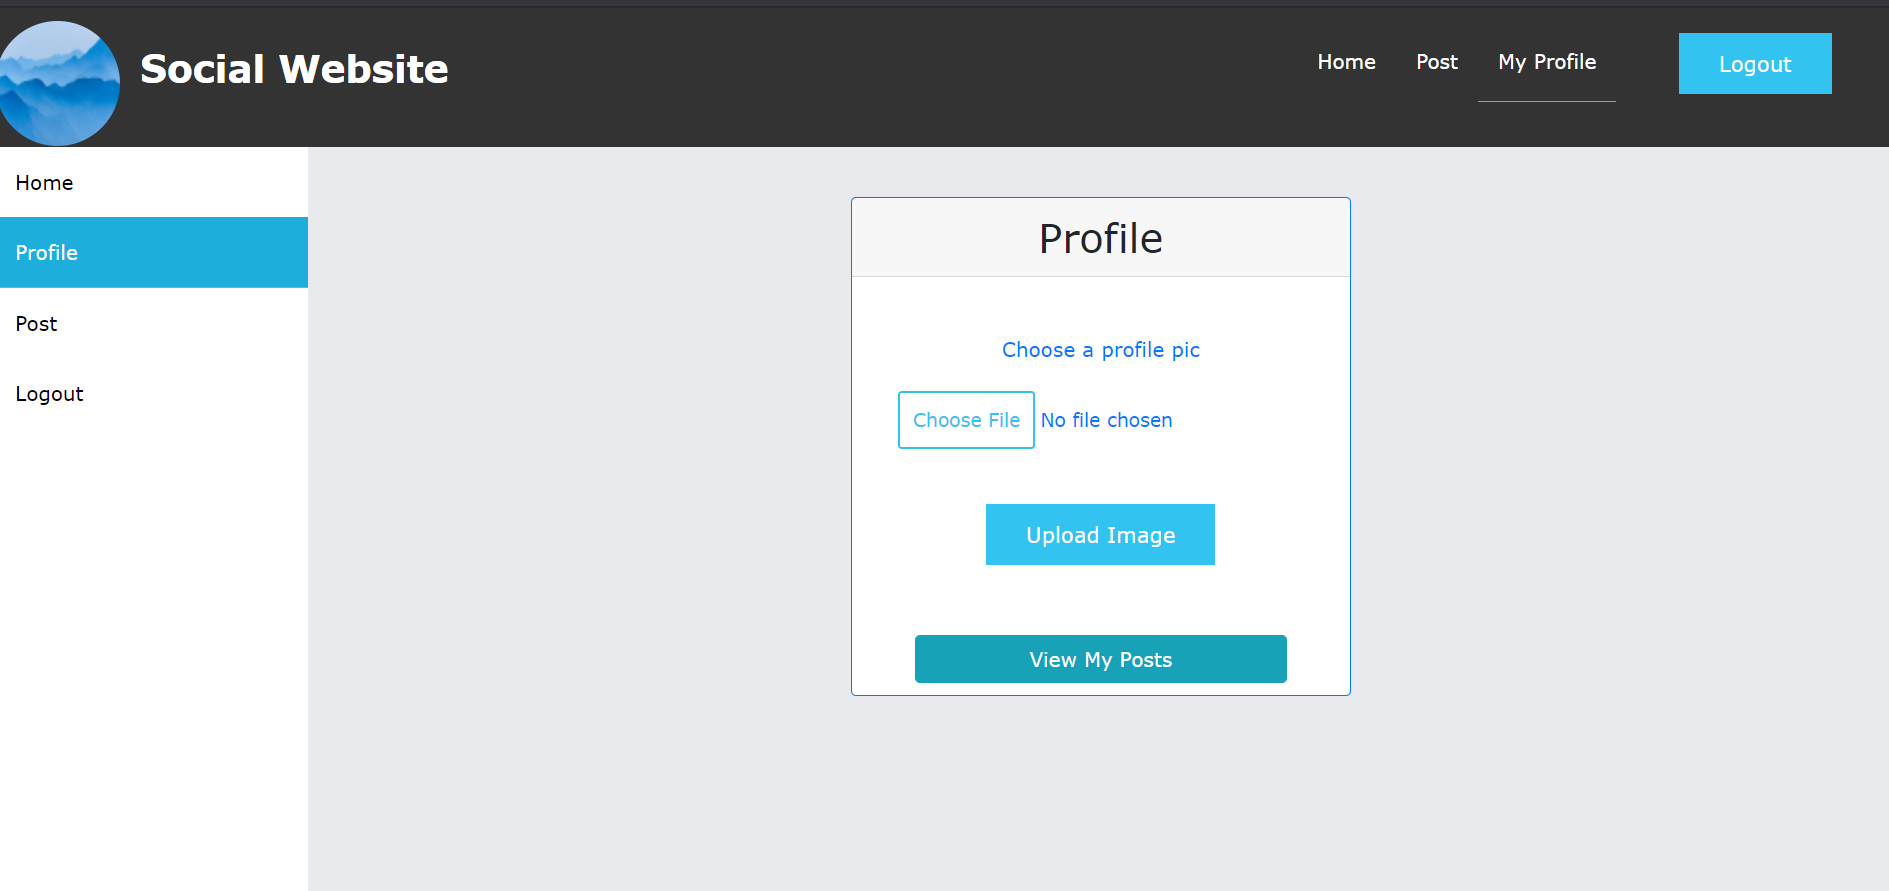 Social Website
Home Post My Profile Logout
Home
Profile
Post
Logout
Profile
Choose a profile pic
Choose File No file chosen
Upload Image
View My Posts